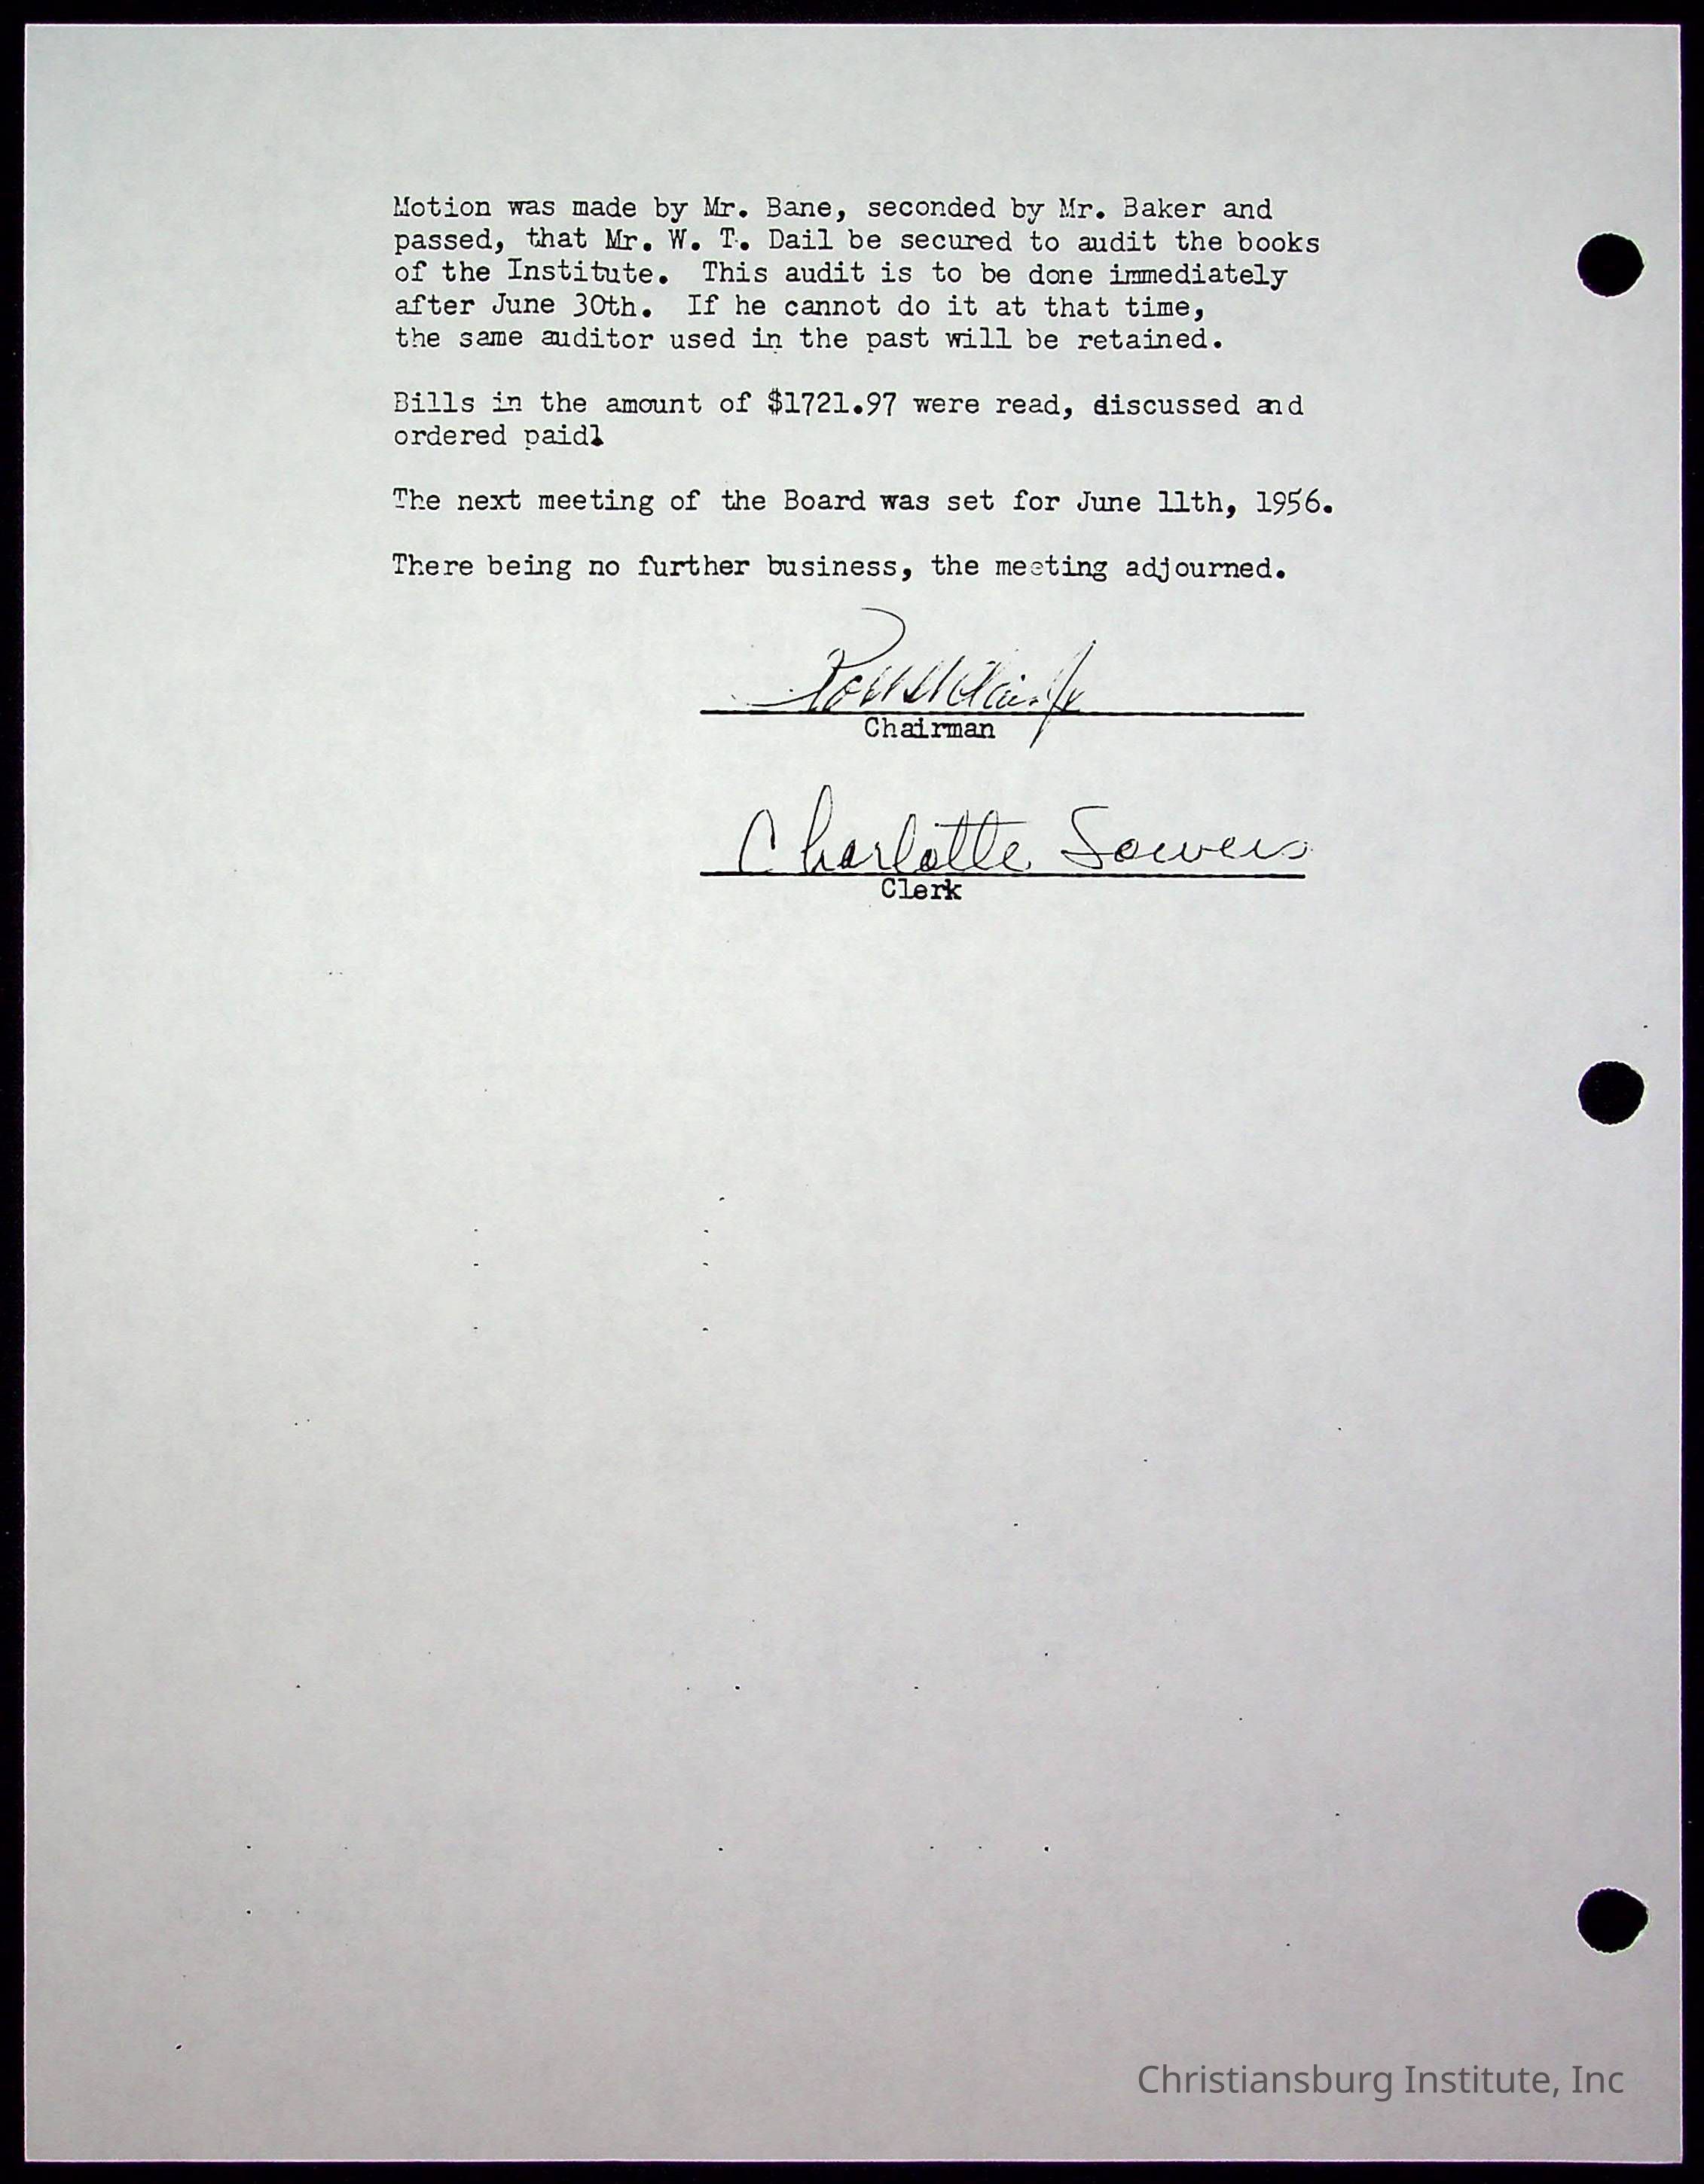 Motion was made by Mr. Bane, seconded by Mr. Baker and
passed, that Mr. W. T. Dail be secured to audit the books
of the Institute. This audit is to be done immediately
after June 30th. If he cannot do it at that time,
the same auditor used in the past will be retained.
Bills in the amount of $1721.97 were read, discussed and
ordered paid.
The next meeting of the Board was set for June 11th, 1956.
There being no further business, the meeting adjourned.
Chairman
Charlotte Sowers
Clerk
Christiansburg Institute, Inc